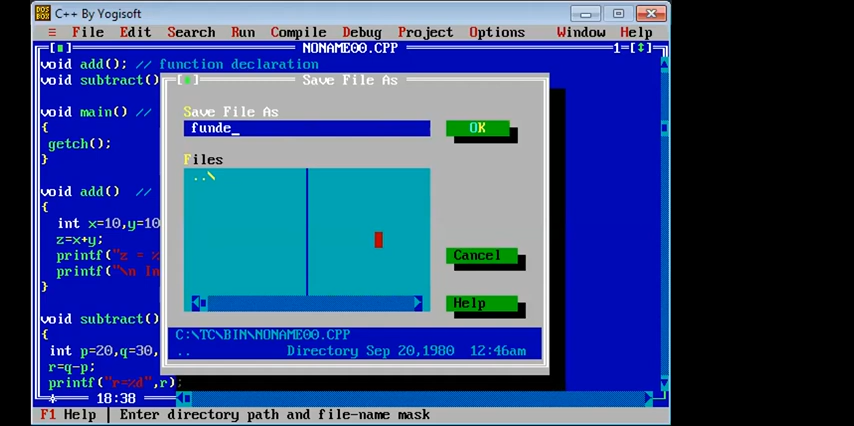 DOS BOX C++ By Yogisoft
≡ File Edit Search Run Compile Debug Project Options Window Help
NONAME00.CPP 1=[↕]
void add(); // function declaration
void subtract()
void main() //
{
getch();
}
void add() //
{
int x=10,y=10
z=x+y;
printf("z = %
printf("\n In
}
void subtract()
{
int p=20,q=30,
r=q-p;
printf("r=%d",r);
18:38
Save File As
Save File As
funde_
OK
Files
..\
Cancel
Help
C:\TC\BIN\NONAME00.CPP
.. Directory Sep 20,1980 12:46am
F1 Help | Enter directory path and file-name mask